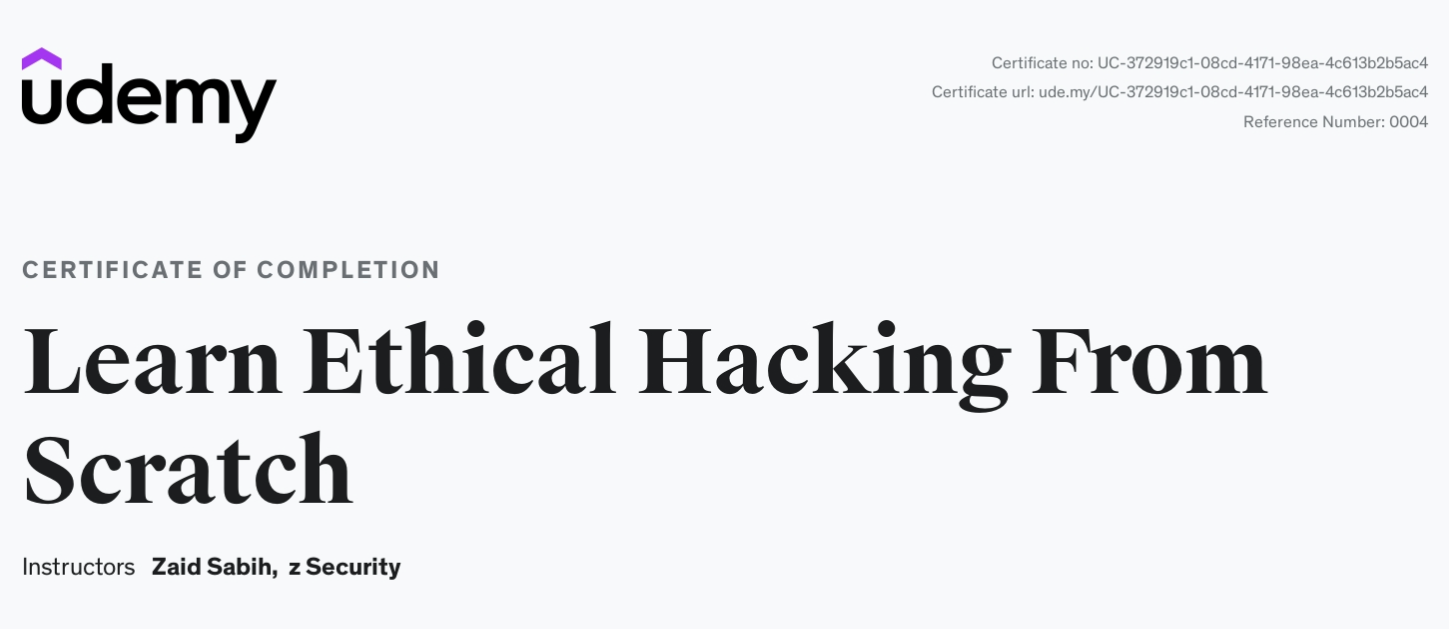 udemy
Certificate no: UC-372919c1-08cd-4171-98ea-4c613b2b5ac4
Certificate url: ude.my/UC-372919c1-08cd-4171-98ea-4c613b2b5ac4
Reference Number: 0004
CERTIFICATE OF COMPLETION
Learn Ethical Hacking From
Scratch
Instructors Zaid Sabih, z Security